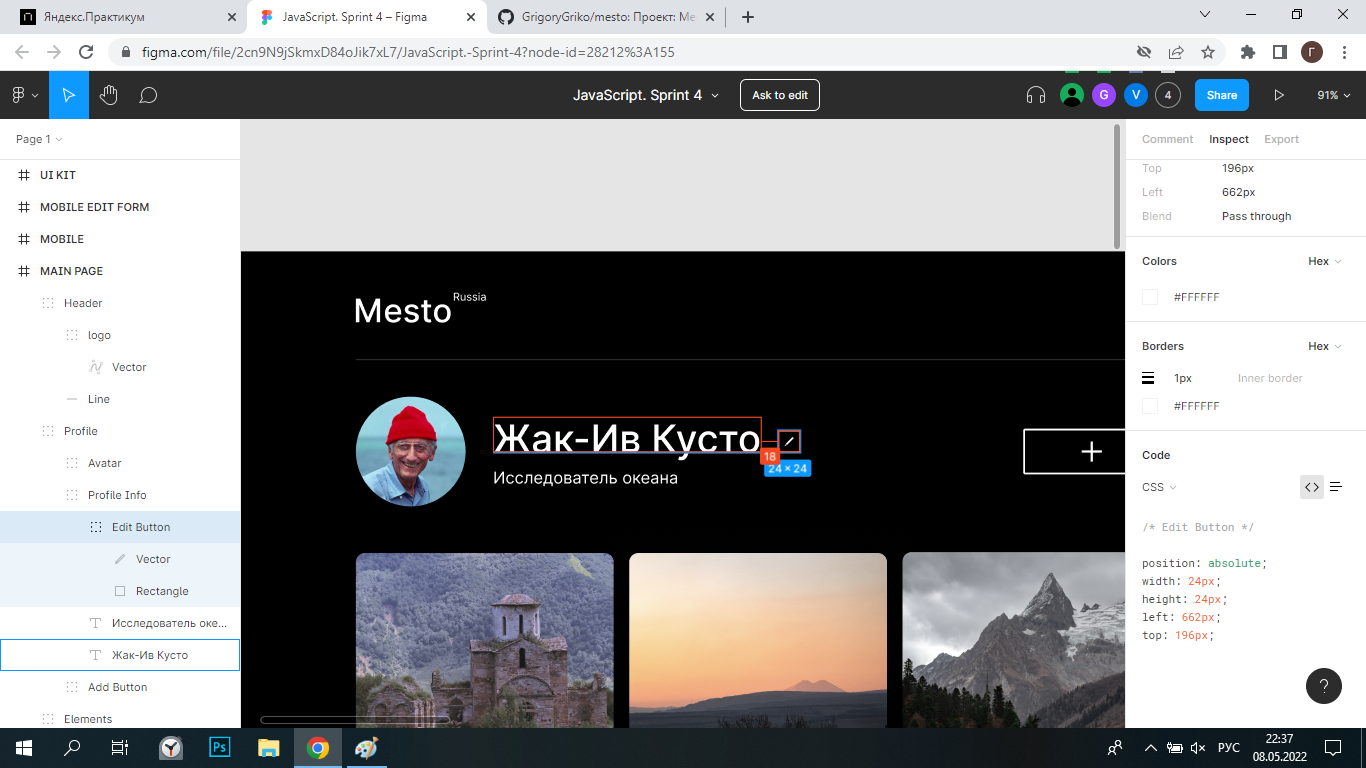 Яндекс.Практикум
JavaScript. Sprint 4 – Figma
GrigoryGriko/mesto: Проект: Ме
figma.com/file/2cn9N9jSkmxD84oJik7xL7/JavaScript.-Sprint-4?node-id=28212%3A155
Г
JavaScript. Sprint 4
Ask to edit
G
V
4
Share
91%
Page 1
UI KIT
MOBILE EDIT FORM
MOBILE
MAIN PAGE
Header
logo
Vector
Line
Profile
Avatar
Profile Info
Edit Button
Vector
Rectangle
Исследователь оке...
Жак-Ив Кусто
Add Button
Elements
Mesto
Russia
Жак-Ив Кусто
18
24 × 24
Исследователь океана
Comment Inspect Export
Top 196px
Left 662px
Blend Pass through
Colors Hex
#FFFFFF
Borders Hex
1px Inner border
#FFFFFF
Code
CSS
/* Edit Button */
position: absolute;
width: 24px;
height: 24px;
left: 662px;
top: 196px;
?
Ps
РУС
22:37
08.05.2022